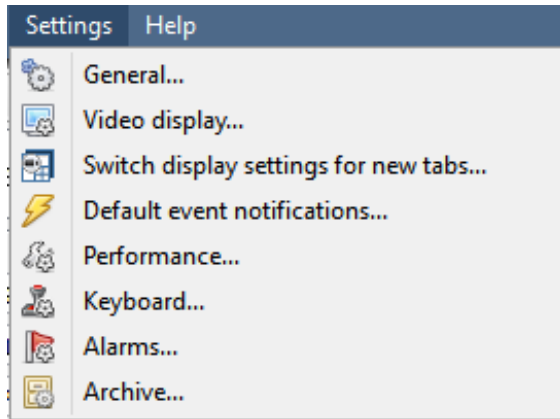 Settings Help
General...
Video display...
Switch display settings for new tabs...
Default event notifications...
Performance...
Keyboard...
Alarms...
Archive...